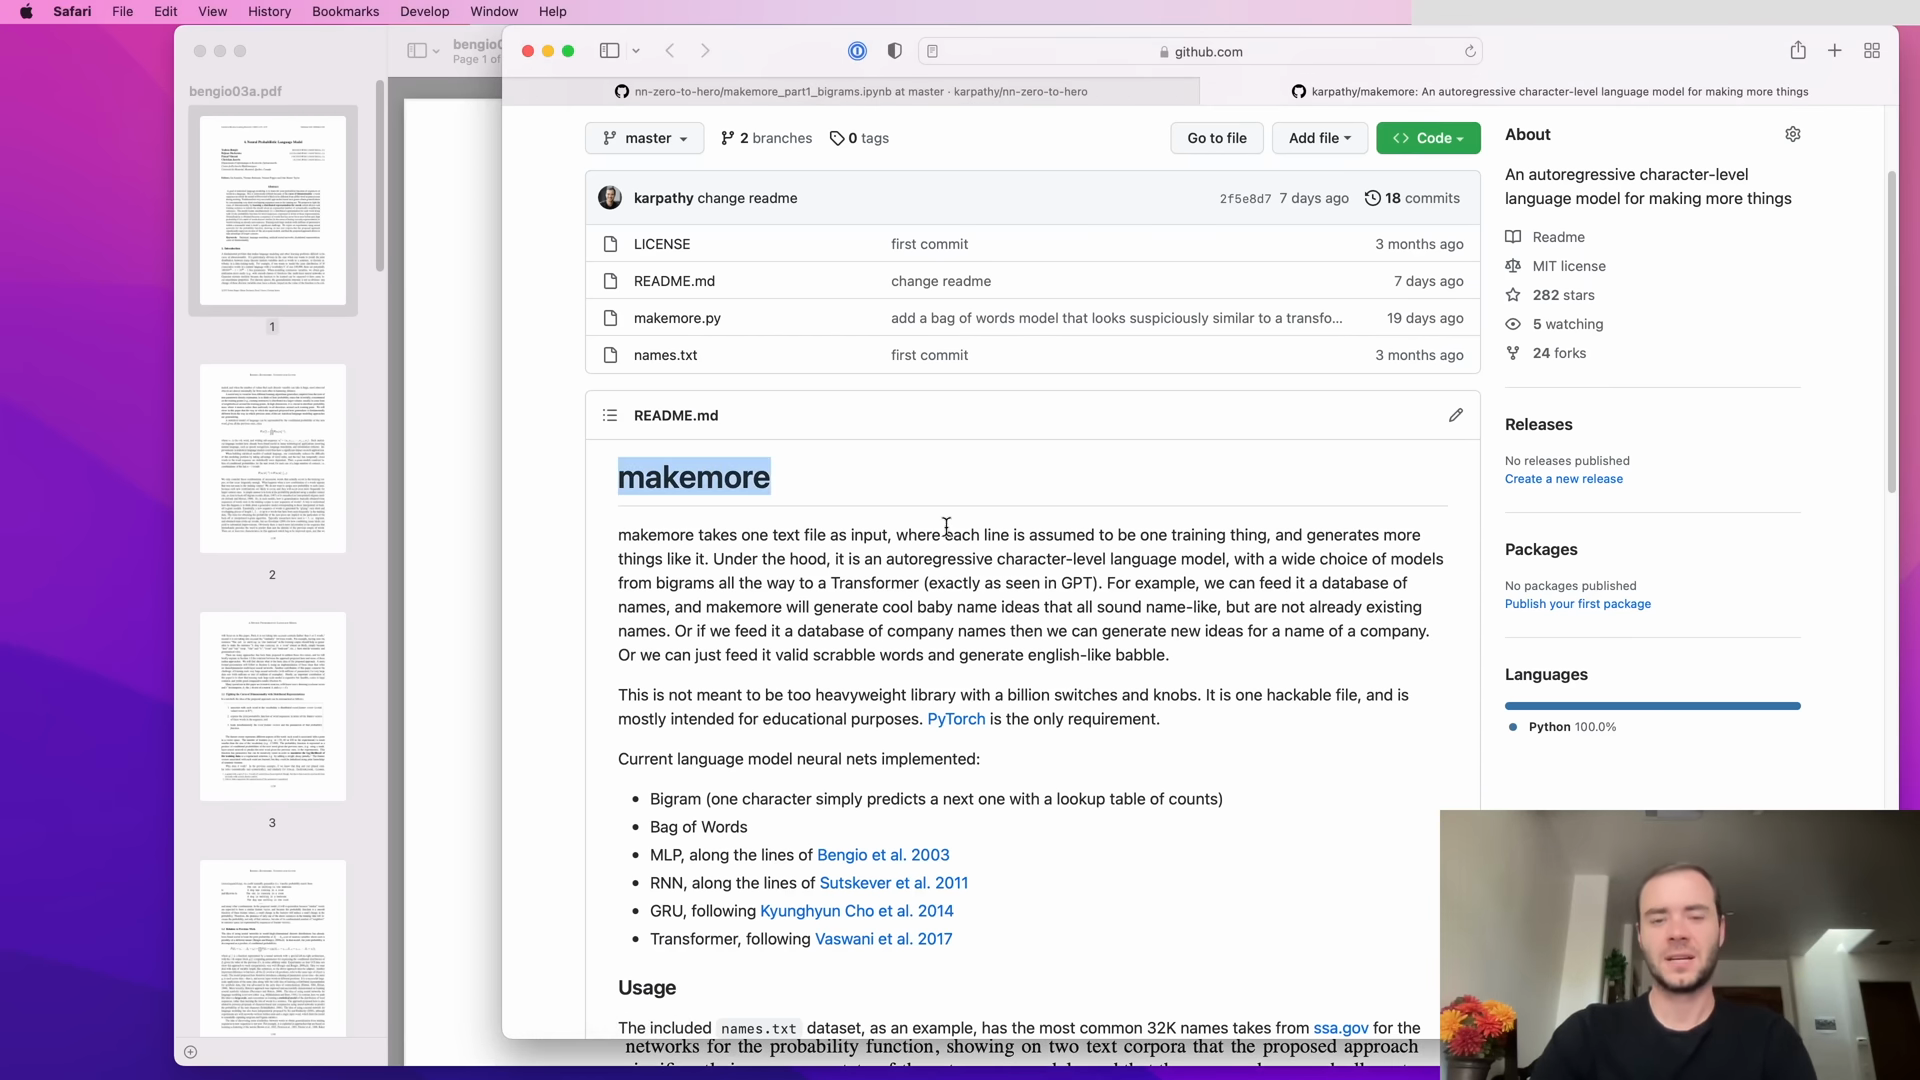 Safari File Edit View History Bookmarks Develop Window Help
bengio03a.pdf
1
2
3
Page 1 of
github.com
nn-zero-to-hero/makemore_part1_bigrams.ipynb at master · karpathy/nn-zero-to-hero
karpathy/makemore: An autoregressive character-level language model for making more things
master 2 branches 0 tags Go to file Add file Code
karpathy change readme 2f5e8d7 7 days ago 18 commits
LICENSE first commit 3 months ago
README.md change readme 7 days ago
makemore.py add a bag of words model that looks suspiciously similar to a transfo... 19 days ago
names.txt first commit 3 months ago
README.md
makemore
makemore takes one text file as input, where each line is assumed to be one training thing, and generates more
things like it. Under the hood, it is an autoregressive character-level language model, with a wide choice of models
from bigrams all the way to a Transformer (exactly as seen in GPT). For example, we can feed it a database of
names, and makemore will generate cool baby name ideas that all sound name-like, but are not already existing
names. Or if we feed it a database of company names then we can generate new ideas for a name of a company.
Or we can just feed it valid scrabble words and generate english-like babble.
This is not meant to be too heavyweight library with a billion switches and knobs. It is one hackable file, and is
mostly intended for educational purposes. PyTorch is the only requirement.
Current language model neural nets implemented:
• Bigram (one character simply predicts a next one with a lookup table of counts)
• Bag of Words
• MLP, along the lines of Bengio et al. 2003
• RNN, along the lines of Sutskever et al. 2011
• GRU, following Kyunghyun Cho et al. 2014
• Transformer, following Vaswani et al. 2017
Usage
The included names.txt dataset, as an example, has the most common 32K names takes from ssa.gov for the
networks for the probability function, showing on two text corpora that the proposed approach
About
An autoregressive character-level
language model for making more things
Readme
MIT license
282 stars
5 watching
24 forks
Releases
No releases published
Create a new release
Packages
No packages published
Publish your first package
Languages
Python 100.0%